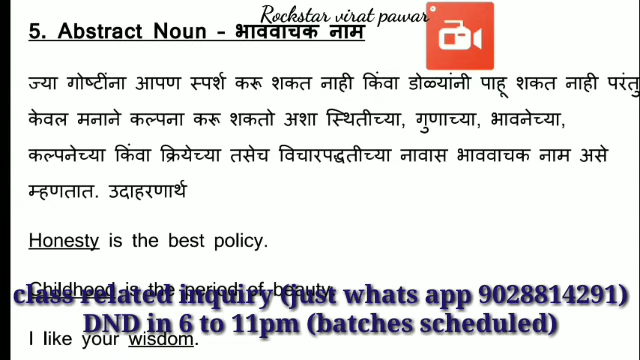 Rockstar virat pawar
5. Abstract Noun – भाववाचक नाम
ज्या गोष्टींना आपण स्पर्श करू शकत नाही किंवा डोळ्यांनी पाहू शकत नाही परंतु
केवल मनाने कल्पना करू शकतो अशा स्थितीच्या, गुणाच्या, भावनेच्या,
कल्पनेच्या किंवा क्रियेच्या तसेच विचारपद्धतीच्या नावास भाववाचक नाम असे
म्हणतात. उदाहरणार्थ
Honesty is the best policy.
Childhood is the period of beauty.
class related inquiry (just whats app 9028814291)
DND in 6 to 11pm (batches scheduled)
I like your wisdom.